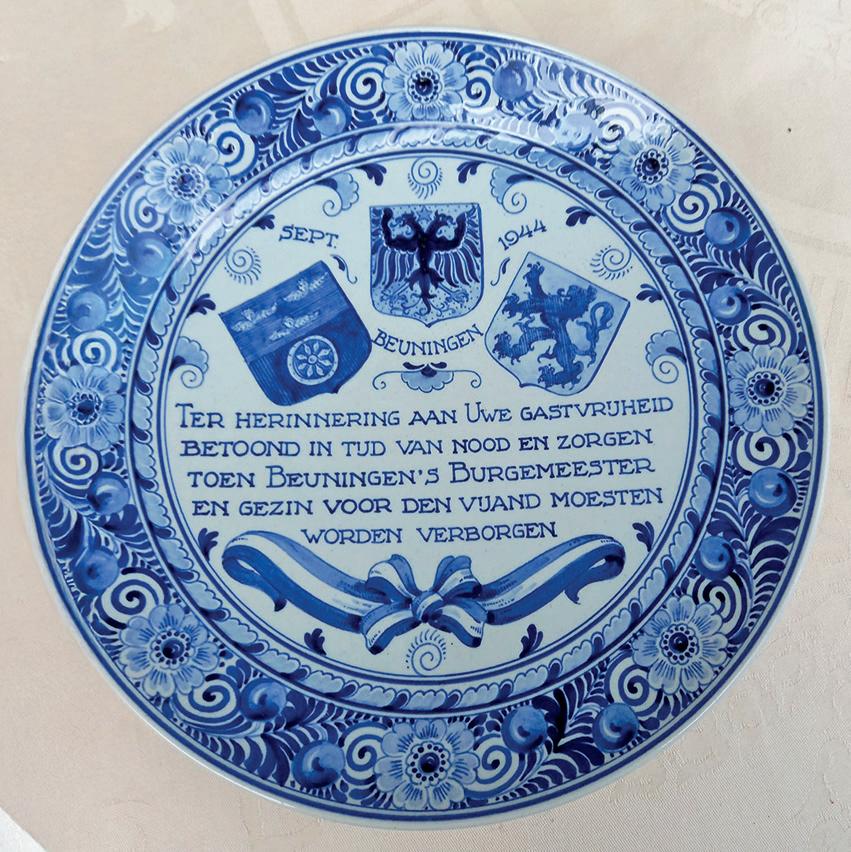 SEPT. 1944
BEUNINGEN
TER HERINNERING AAN UWE GASTVRIJHEID
BETOOND IN TIJD VAN NOOD EN ZORGEN
TOEN BEUNINGEN'S BURGEMEESTER
EN GEZIN VOOR DEN VIJAND MOESTEN
WORDEN VERBORGEN